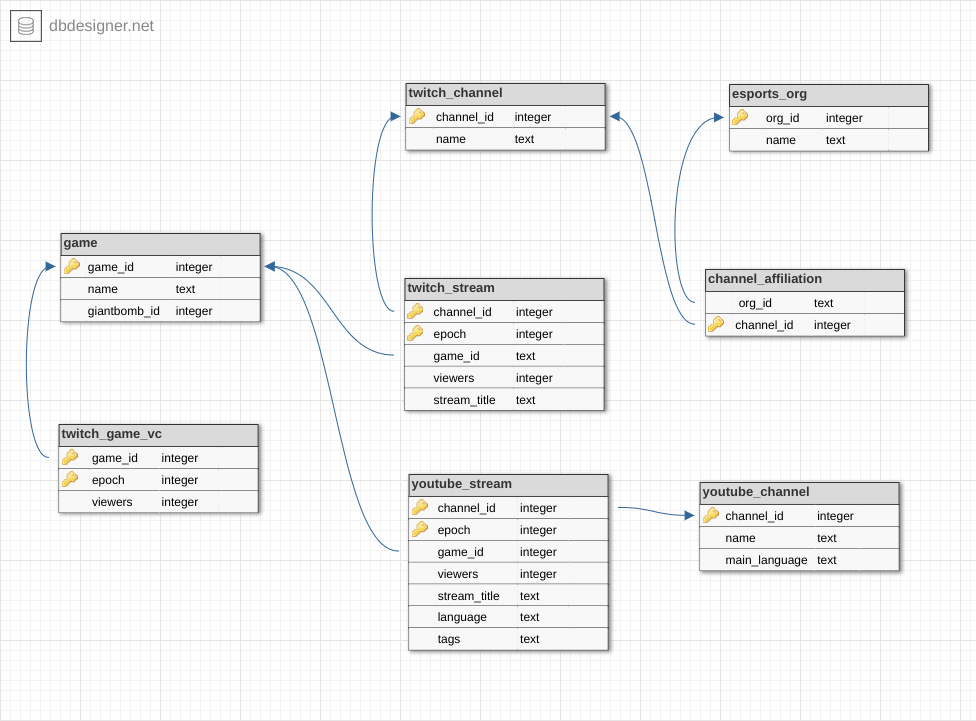 dbdesigner.net
twitch_channel
channel_id integer
name text
esports_org
org_id integer
name text
game
game_id integer
name text
giantbomb_id integer
twitch_stream
channel_id integer
epoch integer
game_id text
viewers integer
stream_title text
channel_affiliation
org_id text
channel_id integer
twitch_game_vc
game_id integer
epoch integer
viewers integer
youtube_stream
channel_id integer
epoch integer
game_id integer
viewers integer
stream_title text
language text
tags text
youtube_channel
channel_id integer
name text
main_language text